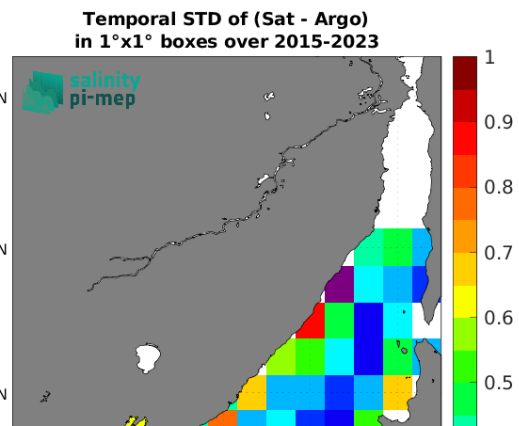 Temporal STD of (Sat - Argo)
in 1°x1° boxes over 2015-2023
salinity
pi-mep
N
N
N
1
0.9
0.8
0.7
0.6
0.5